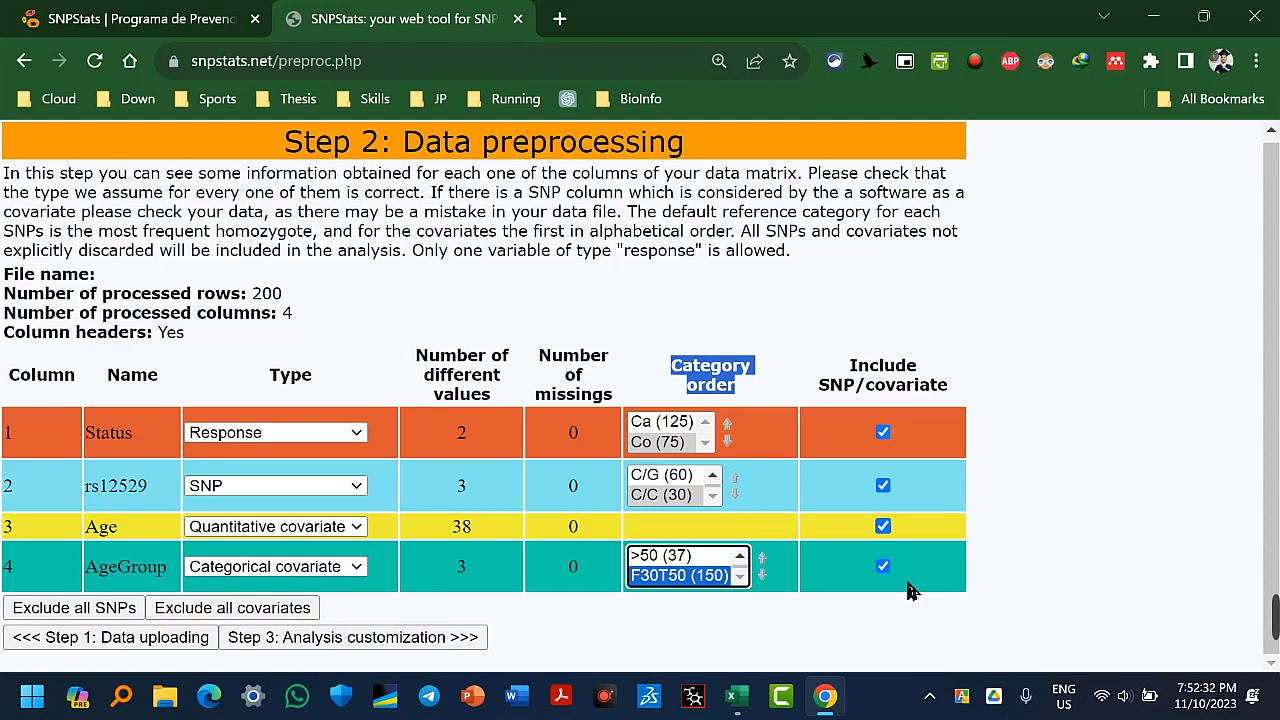 SNPStats | Programa de Prevenc
SNPStats: your web tool for SNP
snpstats.net/preproc.php
ABP
Cloud Down Sports Thesis Skills JP Running BioInfo All Bookmarks
Step 2: Data preprocessing
In this step you can see some information obtained for each one of the columns of your data matrix. Please check that
the type we assume for every one of them is correct. If there is a SNP column which is considered by the a software as a
covariate please check your data, as there may be a mistake in your data file. The default reference category for each
SNPs is the most frequent homozygote, and for the covariates the first in alphabetical order. All SNPs and covariates not
explicitly discarded will be included in the analysis. Only one variable of type "response" is allowed.
File name:
Number of processed rows: 200
Number of processed columns: 4
Column headers: Yes
Column Name Type Number of different values Number of missings Category order Include SNP/covariate
1 Status Response 2 0 Ca (125) Co (75)
2 rs12529 SNP 3 0 C/G (60) C/C (30)
3 Age Quantitative covariate 38 0
4 AgeGroup Categorical covariate 3 0 >50 (37) F30T50 (150)
Exclude all SNPs Exclude all covariates
<<< Step 1: Data uploading Step 3: Analysis customization >>>
PRE
ENG
US
7:52:32 PM
11/10/2023